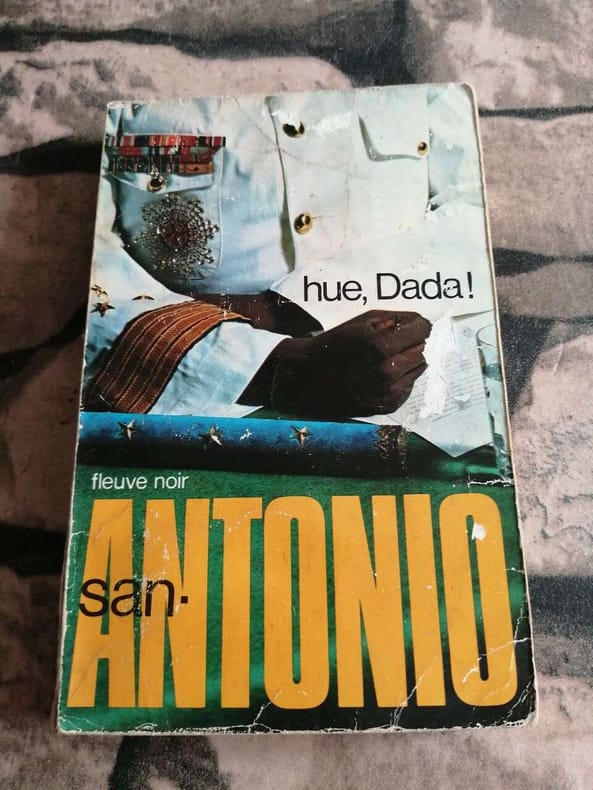 hue, Dada!
fleuve noir
san-
ANTONIO